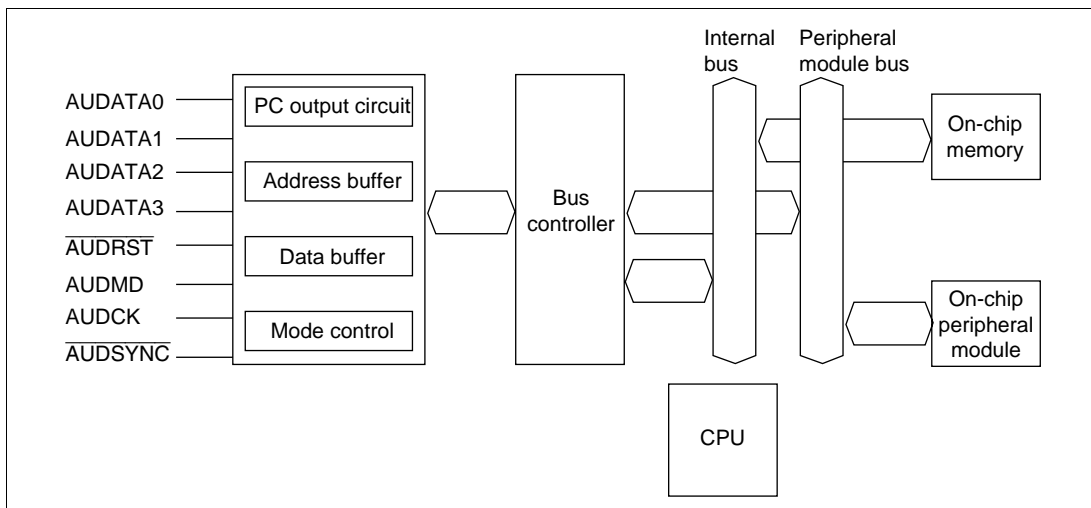 AUDATA0
AUDATA1
AUDATA2
AUDATA3
AUDRST
AUDMD
AUDCK
AUDSYNC
PC output circuit
Address buffer
Data buffer
Mode control
Bus
controller
Internal
bus
Peripheral
module bus
On-chip
memory
On-chip
peripheral
module
CPU